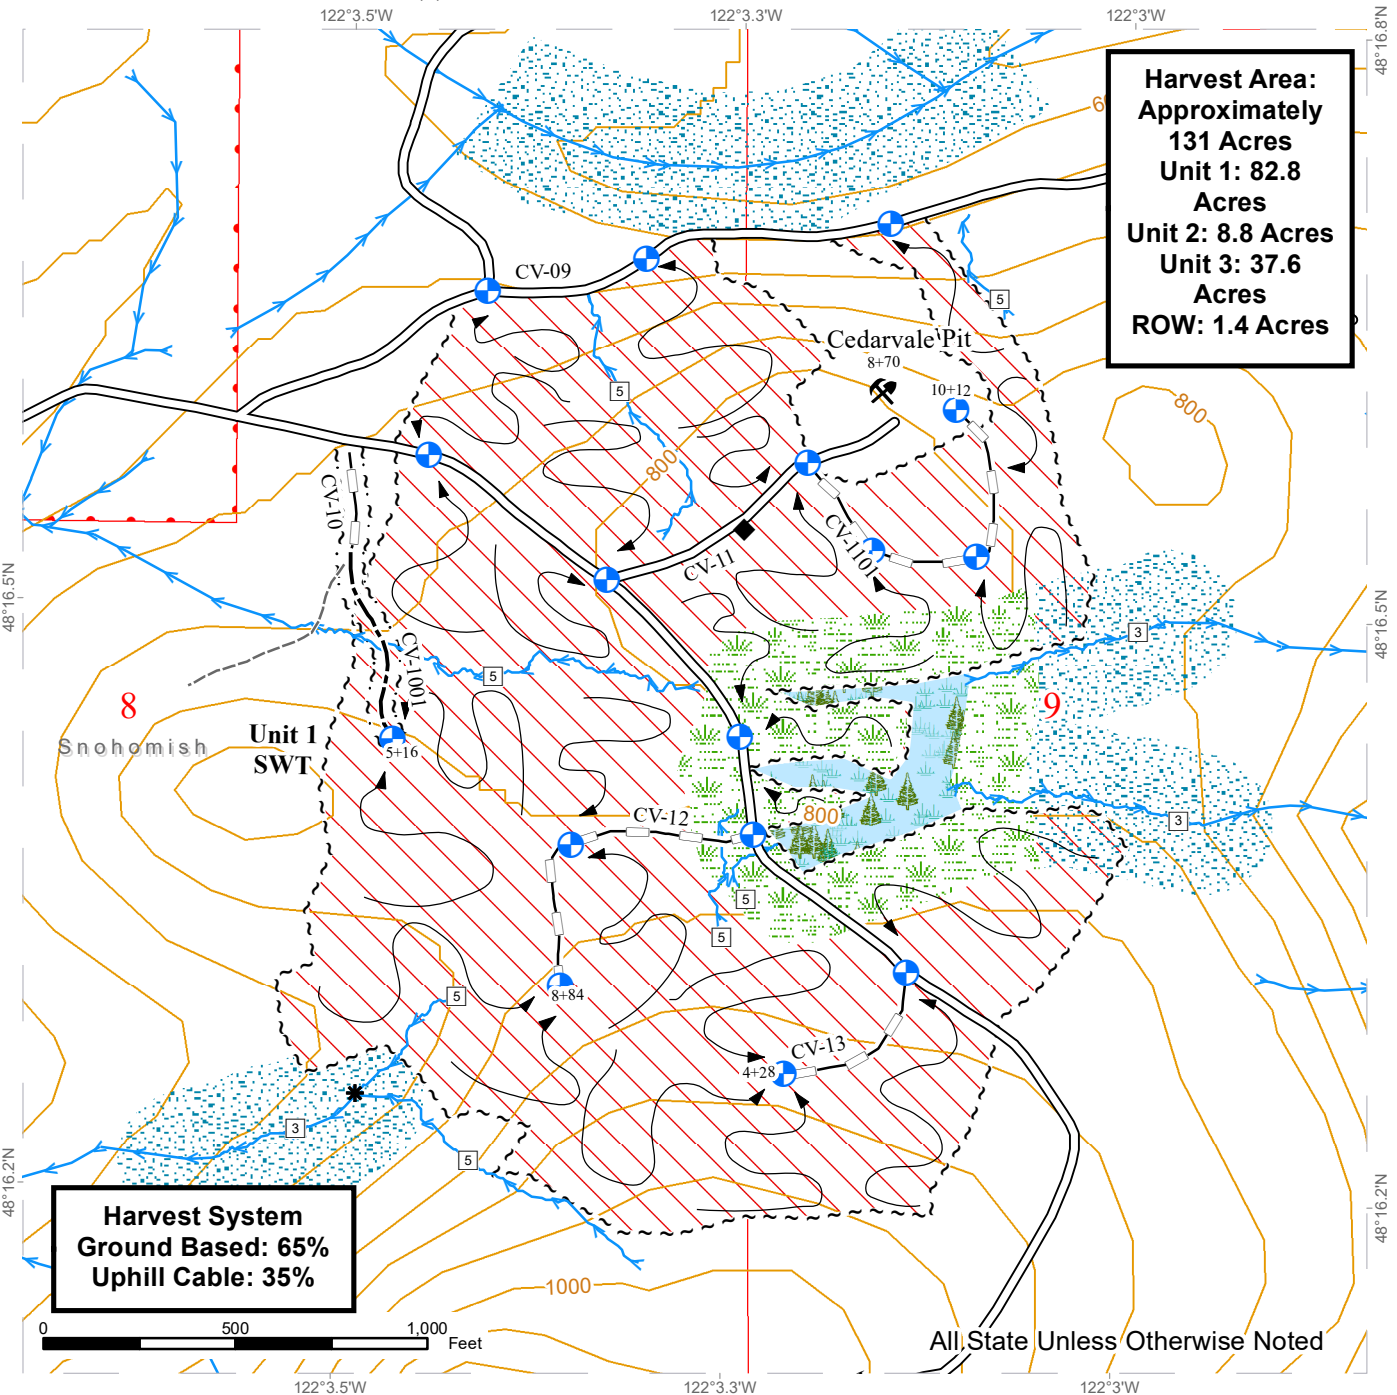 122°3.5'W
122°3.3'W
122°3'W
48°16.8'N
Harvest Area:
Approximately
131 Acres
Unit 1: 82.8
Acres
Unit 2: 8.8 Acres
Unit 3: 37.6
Acres
ROW: 1.4 Acres
CV-09
5
Cedarvale Pit
8+70
10+12
5
800
800
CV-10
CV-11
CV-1101
48°16.5'N
48°16.5'N
3
5
CV-1001
8
9
Snohomish
Unit 1
SWT
5+16
CV-12
800
3
5
5
5
8+84
CV-13
4+28
3
5
48°16.2'N
48°16.2'N
Harvest System
Ground Based: 65%
Uphill Cable: 35%
1000
0
500
1,000
Feet
All State Unless Otherwise Noted
122°3.5'W
122°3.3'W
122°3'W